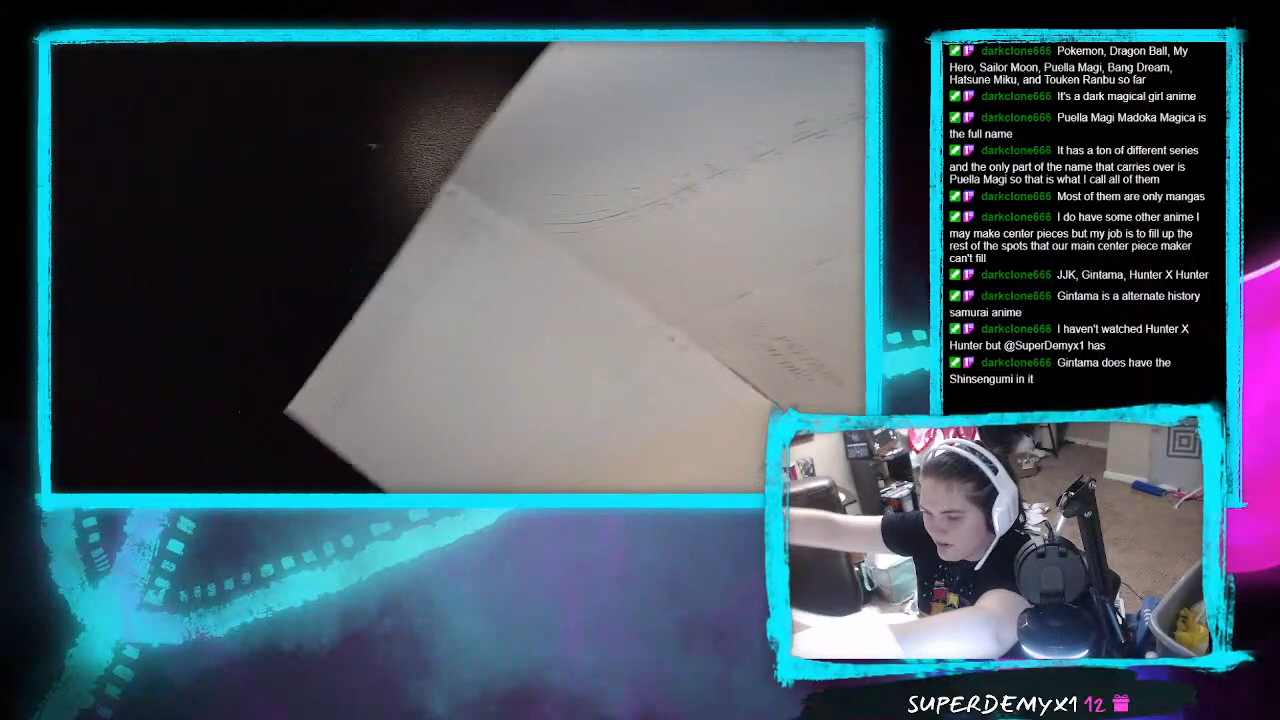 darkclone666 Pokemon, Dragon Ball, My
Hero, Sailor Moon, Puella Magi, Bang Dream,
Hatsune Miku, and Touken Ranbu so far
darkclone666 It's a dark magical girl anime
darkclone666 Puella Magi Madoka Magica is
the full name
darkclone666 It has a ton of different series
and the only part of the name that carries over is
Puella Magi so that is what I call all of them
darkclone666 Most of them are only mangas
darkclone666 I do have some other anime I
may make center pieces but my job is to fill up the
rest of the spots that our main center piece maker
can't fill
darkclone666 JJK, Gintama, Hunter X Hunter
darkclone666 Gintama is a alternate history
samurai anime
darkclone666 I haven't watched Hunter X
Hunter but @SuperDemyx1 has
darkclone666 Gintama does have the
Shinsengumi in it
SUPERDEMYX1 12